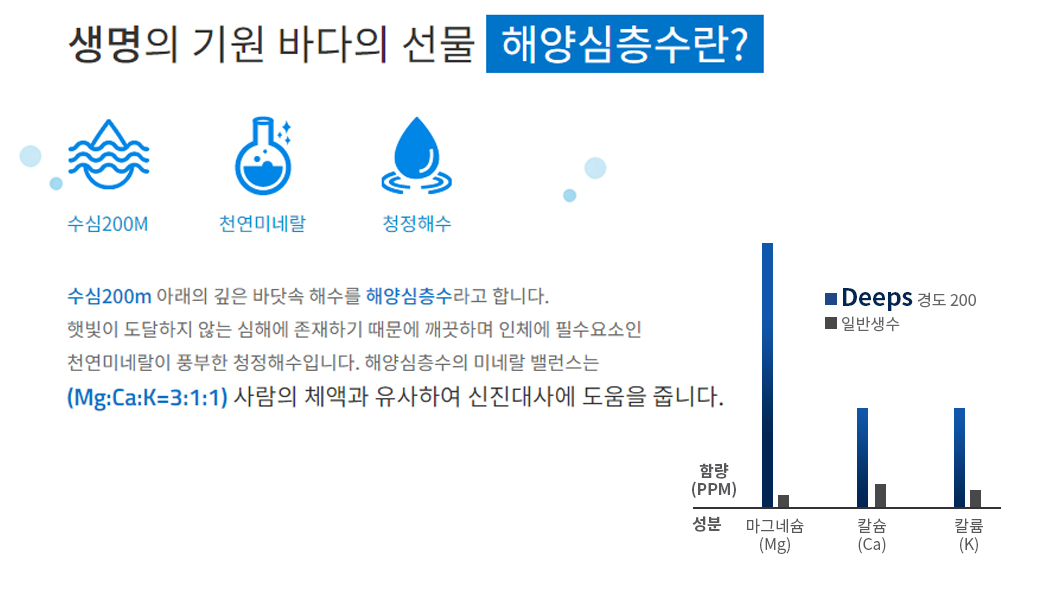 생명의 기원 바다의 선물 해양심층수란?
수심200M
천연미네랄
청정해수
수심200m 아래의 깊은 바닷속 해수를 해양심층수라고 합니다.
햇빛이 도달하지 않는 심해에 존재하기 때문에 깨끗하며 인체에 필수요소인
천연미네랄이 풍부한 청정해수입니다. 해양심층수의 미네랄 밸런스는
(Mg:Ca:K=3:1:1) 사람의 체액과 유사하여 신진대사에 도움을 줍니다.
Deeps 경도 200
일반생수
함량
(PPM)
성분
마그네슘
(Mg)
칼슘
(Ca)
칼륨
(K)